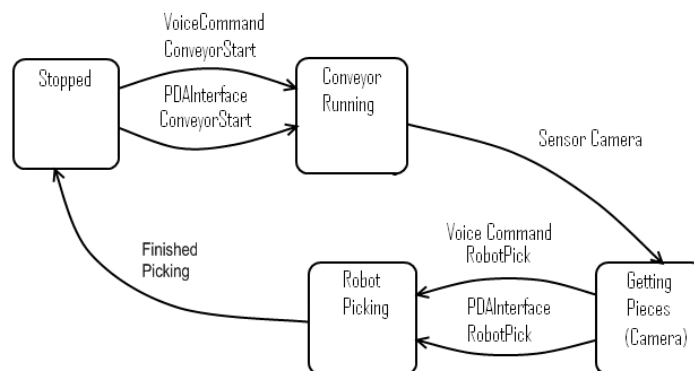 VoiceCommand
ConveyorStart
Stopped
PDAInterface
ConveyorStart
Conveyor
Running
Sensor Camera
Voice Command
RobotPick
Finished
Picking
Robot
Picking
PDAInterface
RobotPick
Getting
Pieces
(Camera)